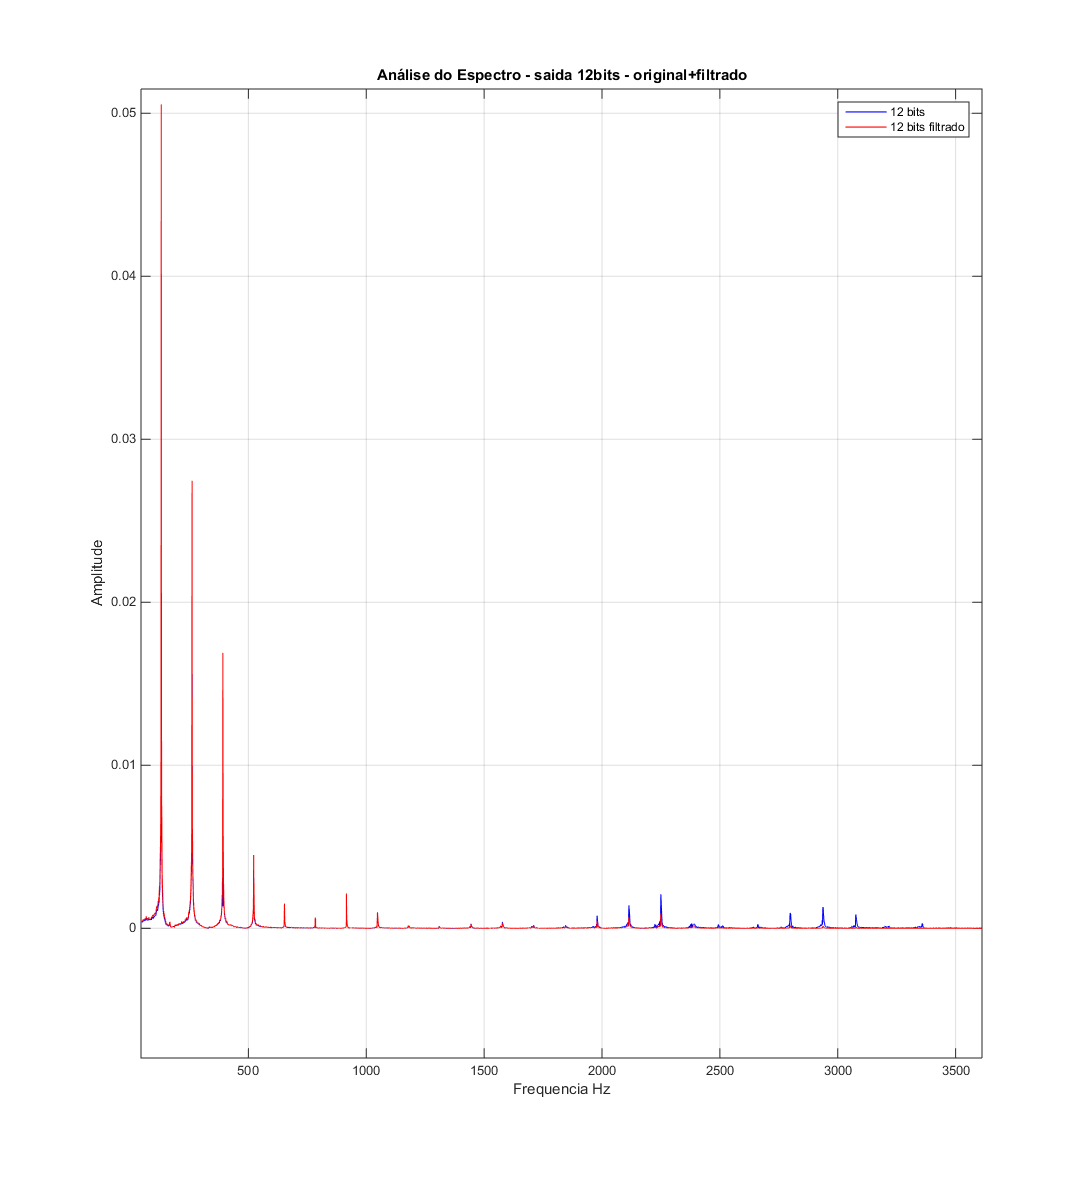 Análise do Espectro - saida 12bits - original+filtrado
12 bits
12 bits filtrado
0.05
0.04
0.03
0.02
0.01
0
Amplitude
500 1000 1500 2000 2500 3000 3500
Frequencia Hz